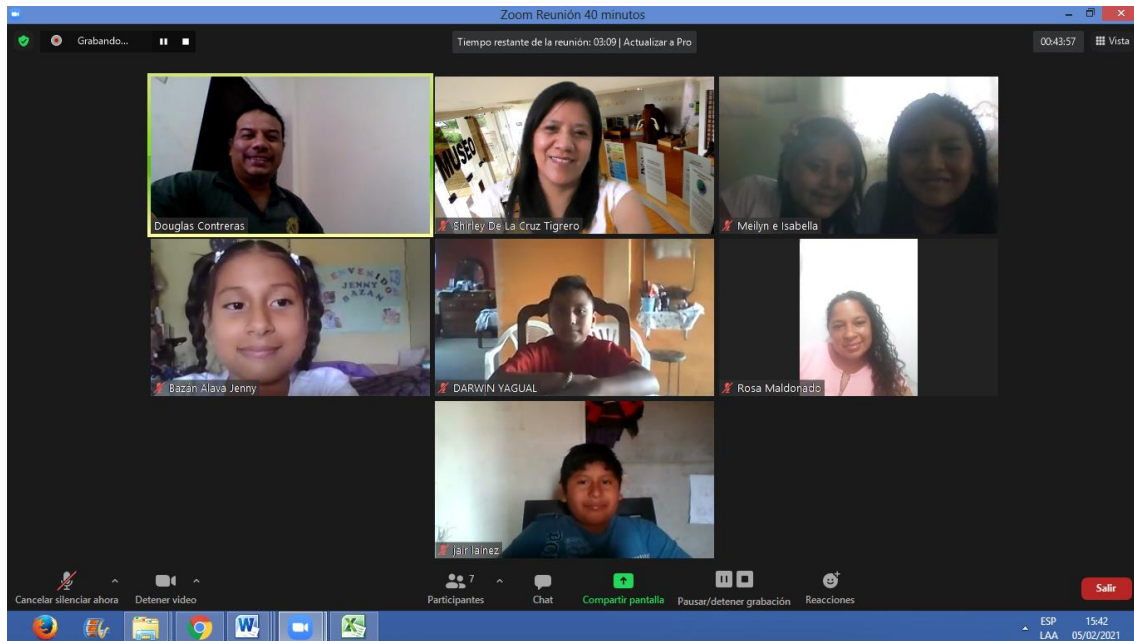 Zoom Reunión 40 minutos
Grabando...
Tiempo restante de la reunión: 03:09 | Actualizar a Pro
00:43:57
Vista
MUSEO
Douglas Contreras
Shirley De La Cruz Tigrero
Meilyn e Isabella
ENVENIDO
JENNY
BAZAN
Bazán Alava Jenny
DARWIN YAGUAL
Rosa Maldonado
jair lainez
Cancelar silenciar ahora
Detener video
7
Participantes
Chat
Compartir pantalla
Pausar/detener grabación
Reacciones
Salir
ESP
LAA
15:42
05/02/2021